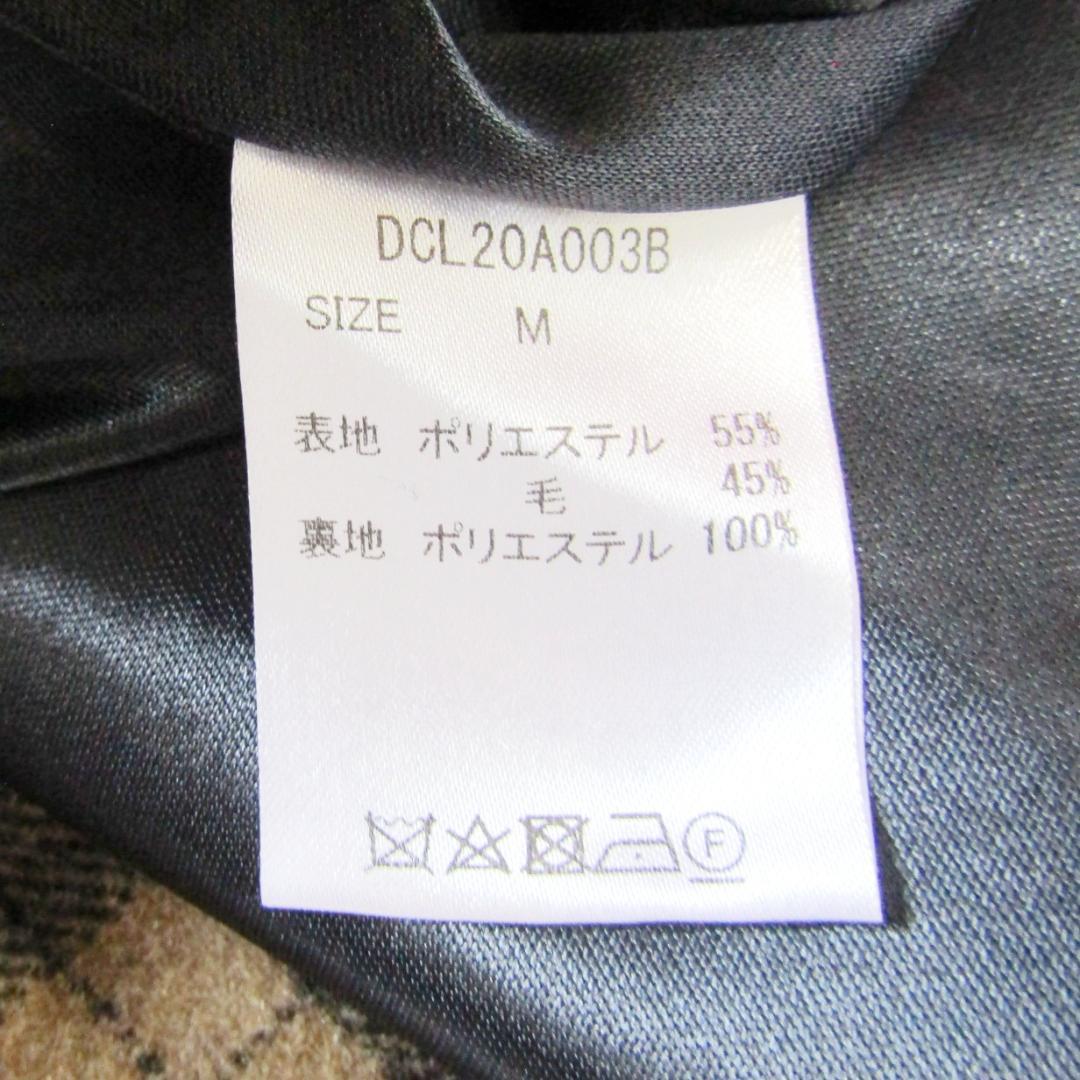 DCL20A003B
SIZE M
表地 ポリエステル 55%
毛 45%
裏地 ポリエステル 100%
F